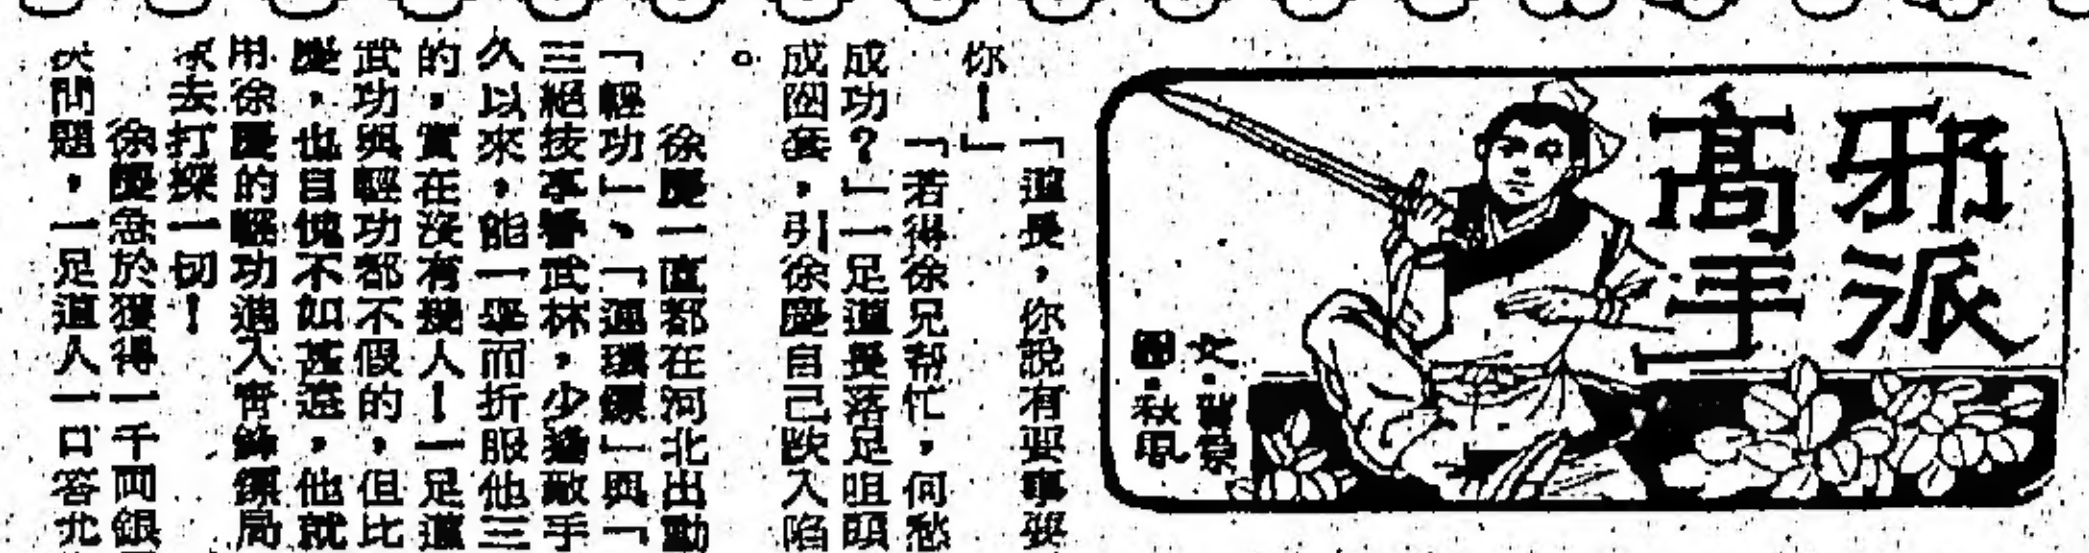 邪派
高手
文·
圖·秋風
「道長，你說有要事要
你！」
「若得徐兄幫忙，何愁
成功？」一足道長落足咀頭
成圈套，引徐慶自己跌入陷
。
徐慶一直都在河北出動
「輕功」、「連環鏢」與「
三絕技享譽武林，少逢敵手
久以來，能一舉而折服他三
的，實在沒有幾人！一足道
武功與輕功都不假的，但比
慶，也自愧不如甚遠，他就
用徐慶的輕功進入青鋒鏢局
去打探一切！
徐慶急於獲得一千両銀
問題，一足道人一口答允